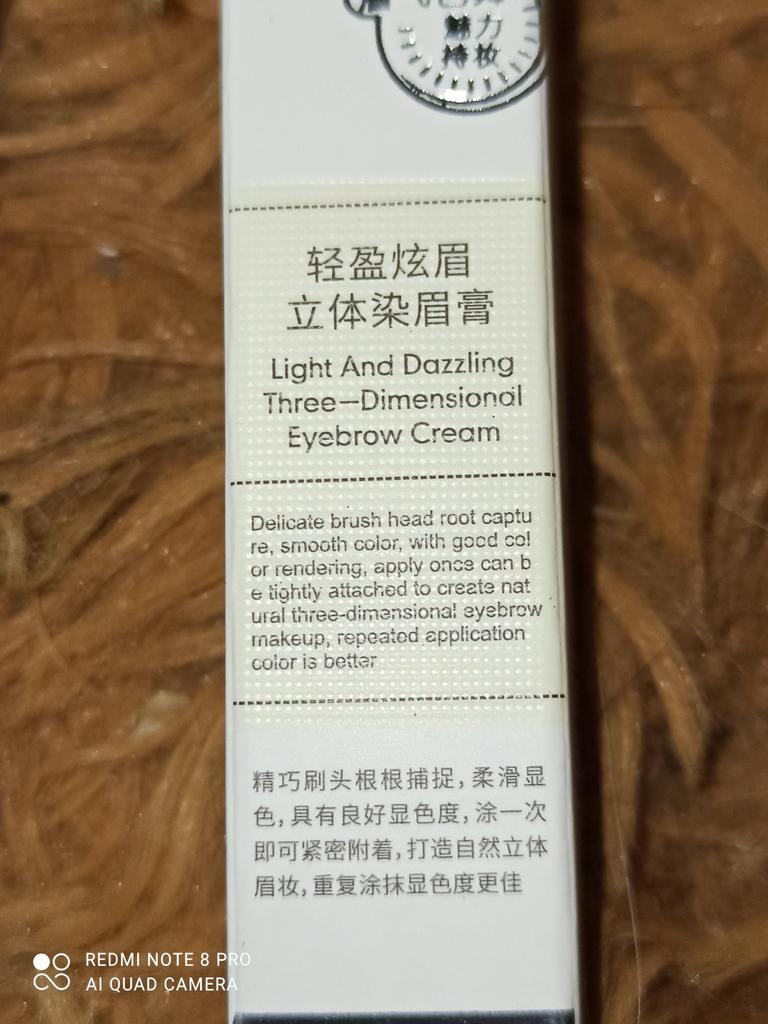 魅力
持妆
轻盈炫眉
立体染眉膏
Light And Dazzling
Three—Dimensional
Eyebrow Cream
Delicate brush head root captu
re, smooth color, with good col
or rendering, apply once can b
e tightly attached to create nat
ural three-dimensional eyebrow
makeup, repeated application
color is better
精巧刷头根根捕捉，柔滑显
色，具有良好显色度，涂一次
即可紧密附着，打造自然立体
眉妆，重复涂抹显色度更佳
REDMI NOTE 8 PRO
AI QUAD CAMERA